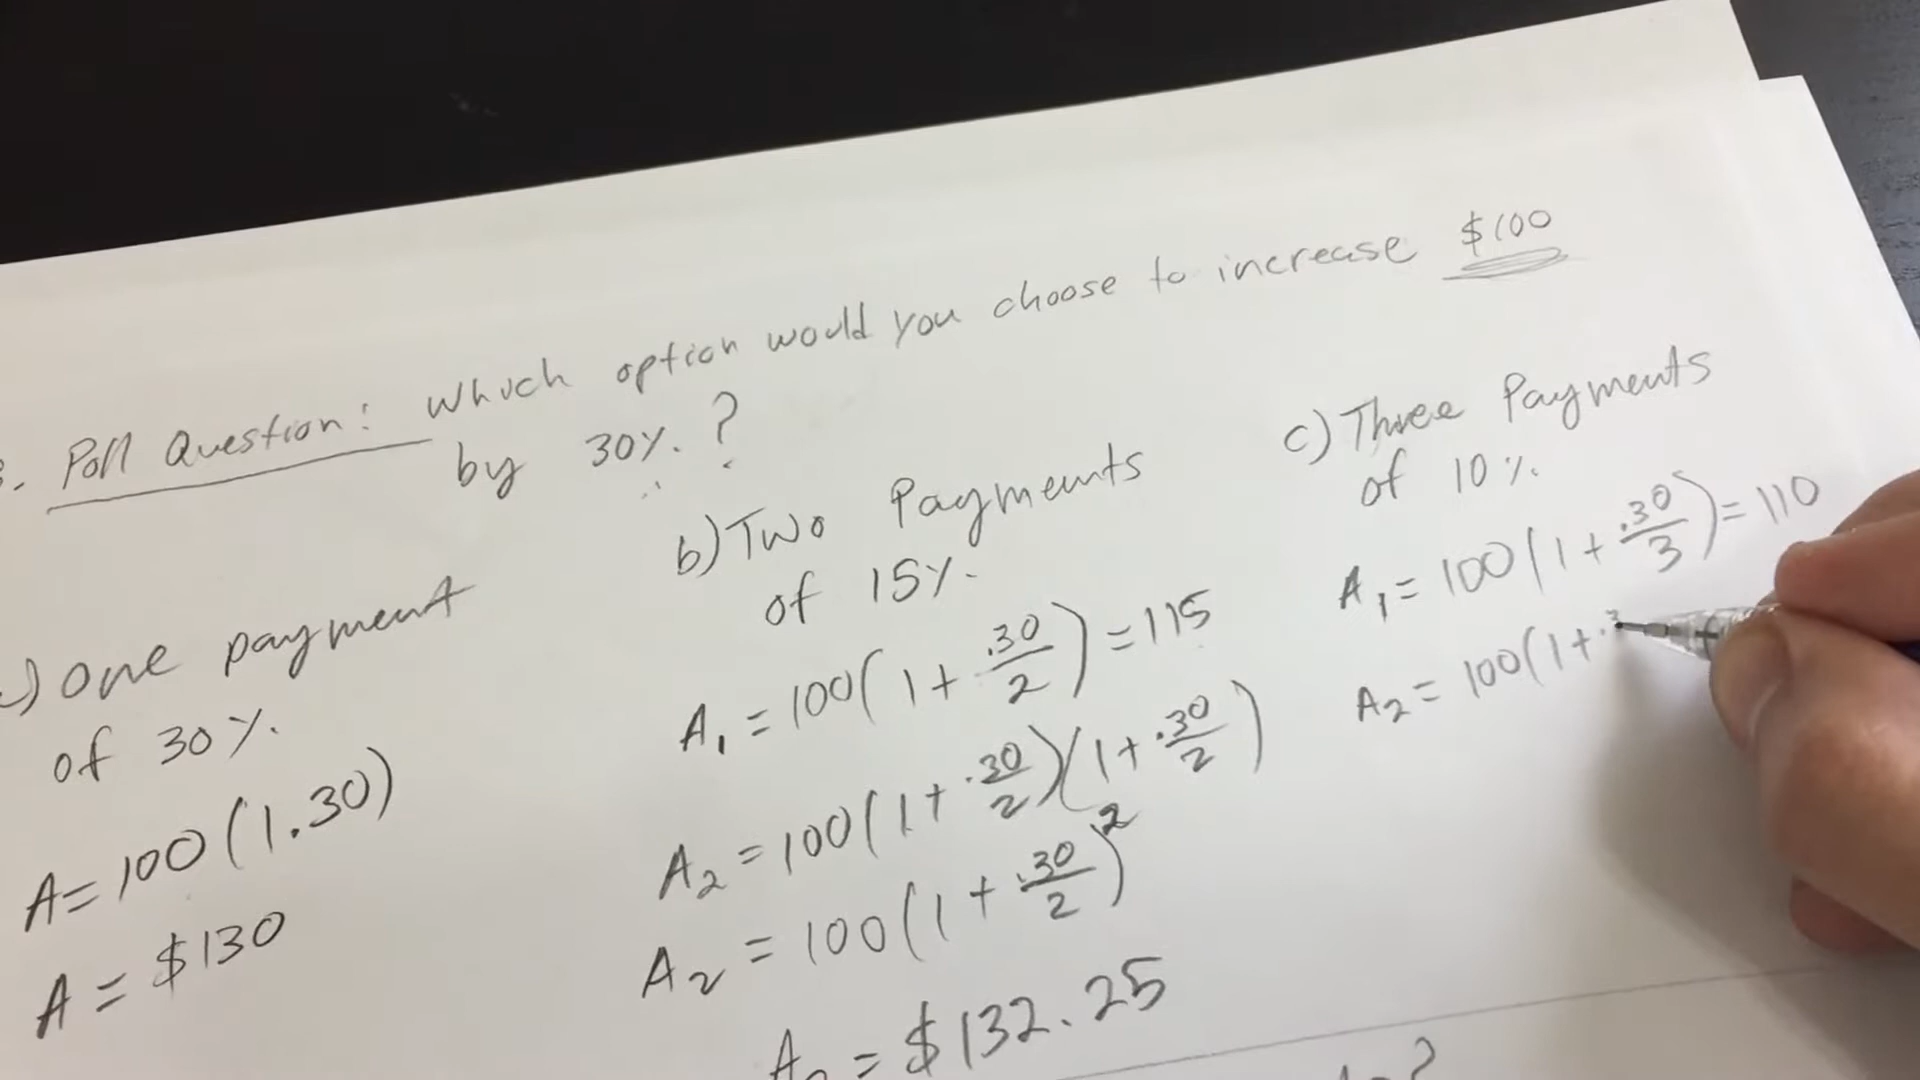 Poll Question: Which option would you choose to increase $100
by 30%?
One payment
of 30%.
A = 100(1.30)
A = $130
b) Two Payments
of 15%.
A₁ = 100(1 + .30/2) = 115
A₂ = 100(1 + .30/2)(1 + .30/2)
A₂ = 100(1 + .30/2)²
= $132.25
c) Three Payments
of 10%.
A₁ = 100(1 + .30/3) = 110
A₂ = 100(1 + .3